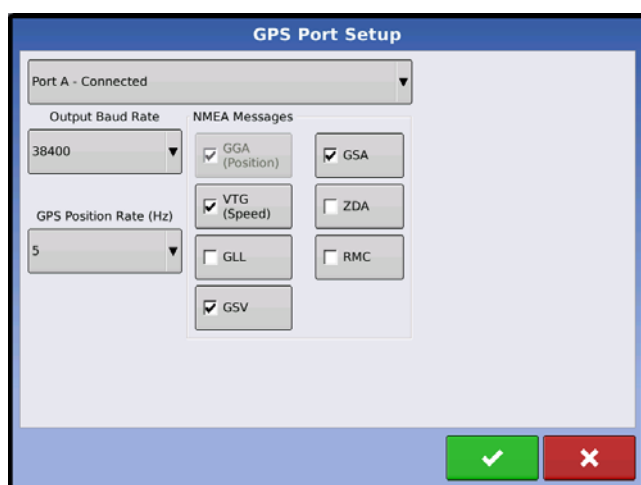 GPS Port Setup
Port A - Connected
Output Baud Rate
38400
GPS Position Rate (Hz)
5
NMEA Messages
GGA
(Position)
GSA
VTG
(Speed)
ZDA
GLL
RMC
GSV